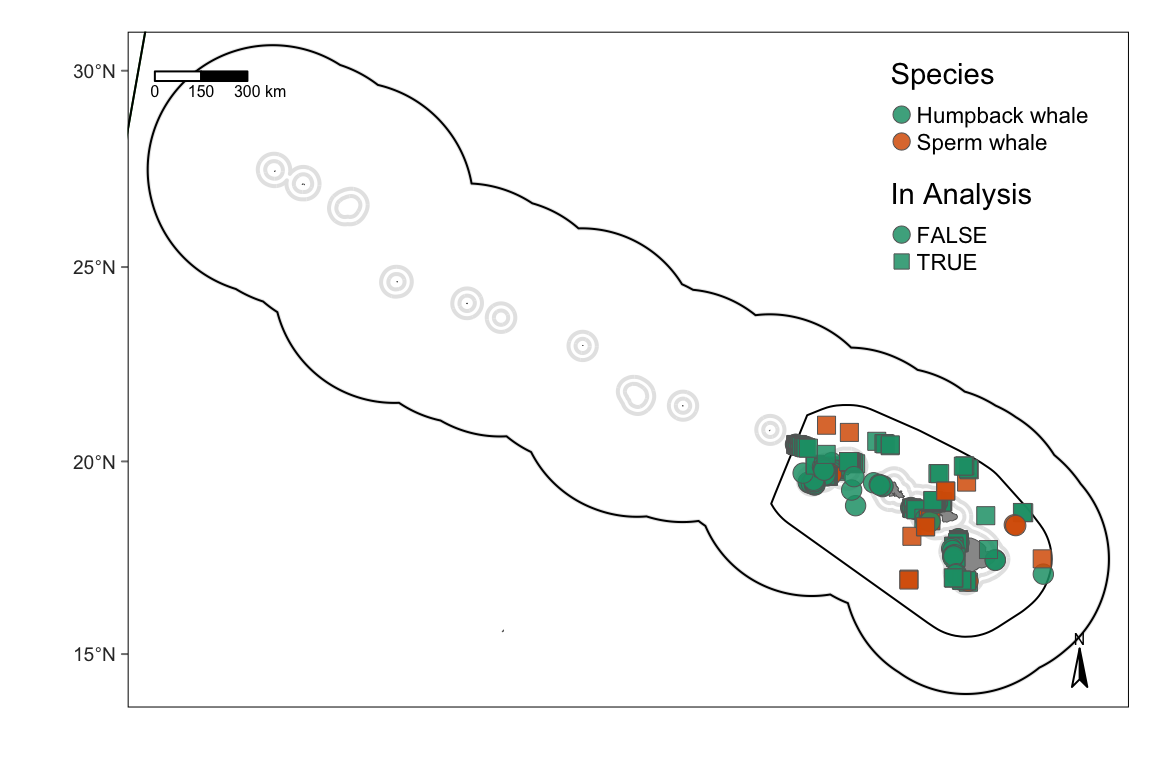 30°N
25°N
20°N
15°N
0 150 300 km
Species
Humpback whale
Sperm whale
In Analysis
FALSE
TRUE
N